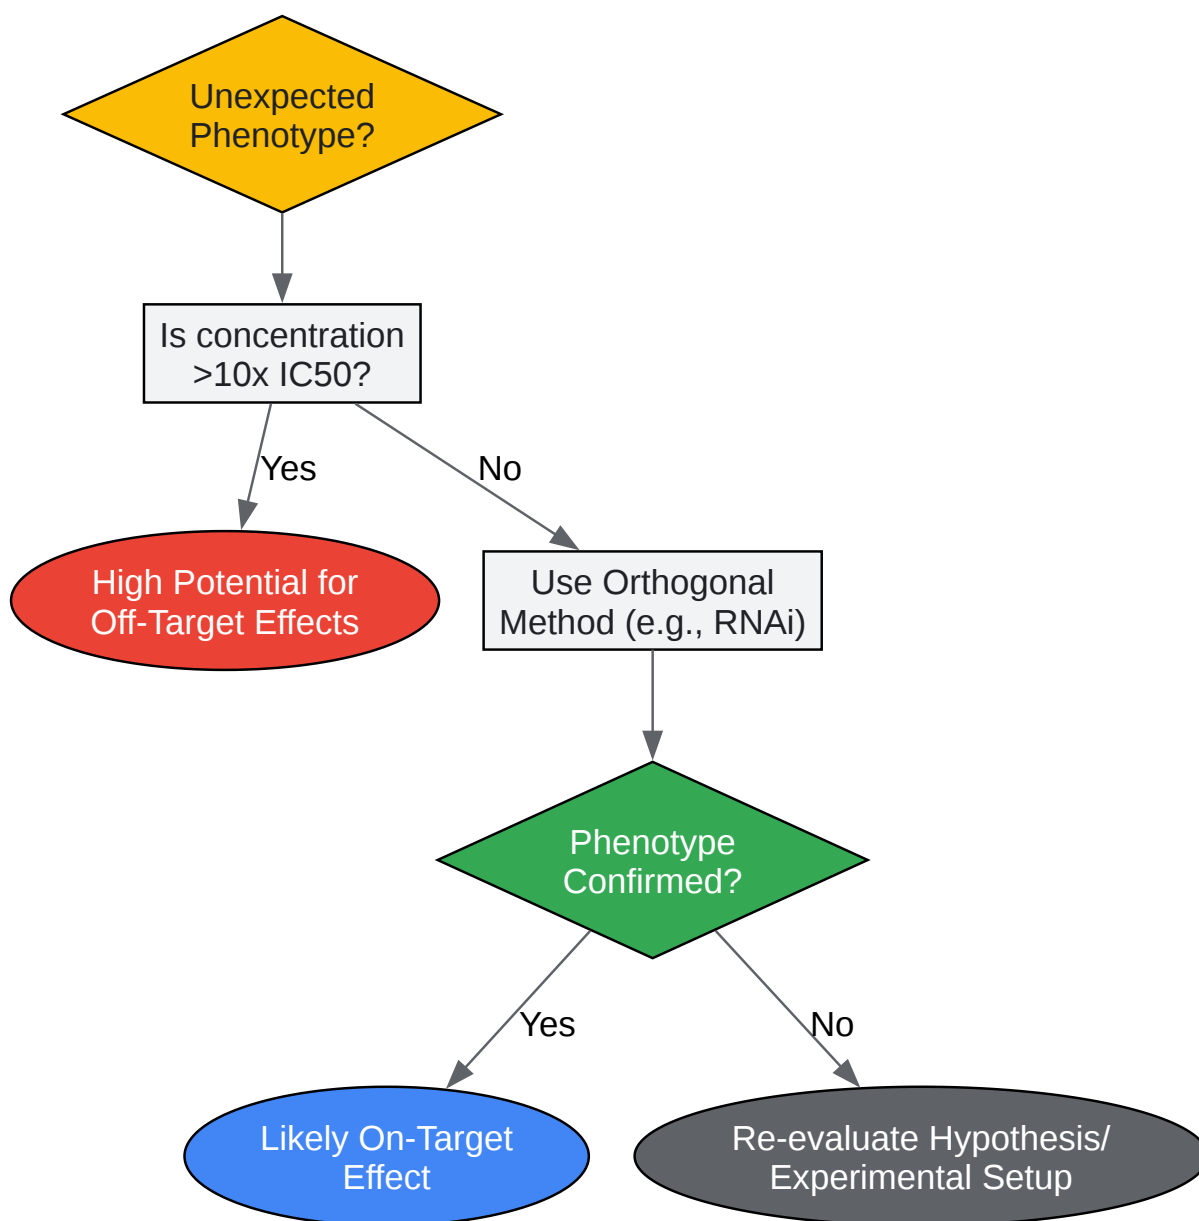 Unexpected
Phenotype?
Is concentration
>10x IC50?
Yes
No
High Potential for
Off-Target Effects
Use Orthogonal
Method (e.g., RNAi)
Phenotype
Confirmed?
Yes
No
Likely On-Target
Effect
Re-evaluate Hypothesis/
Experimental Setup